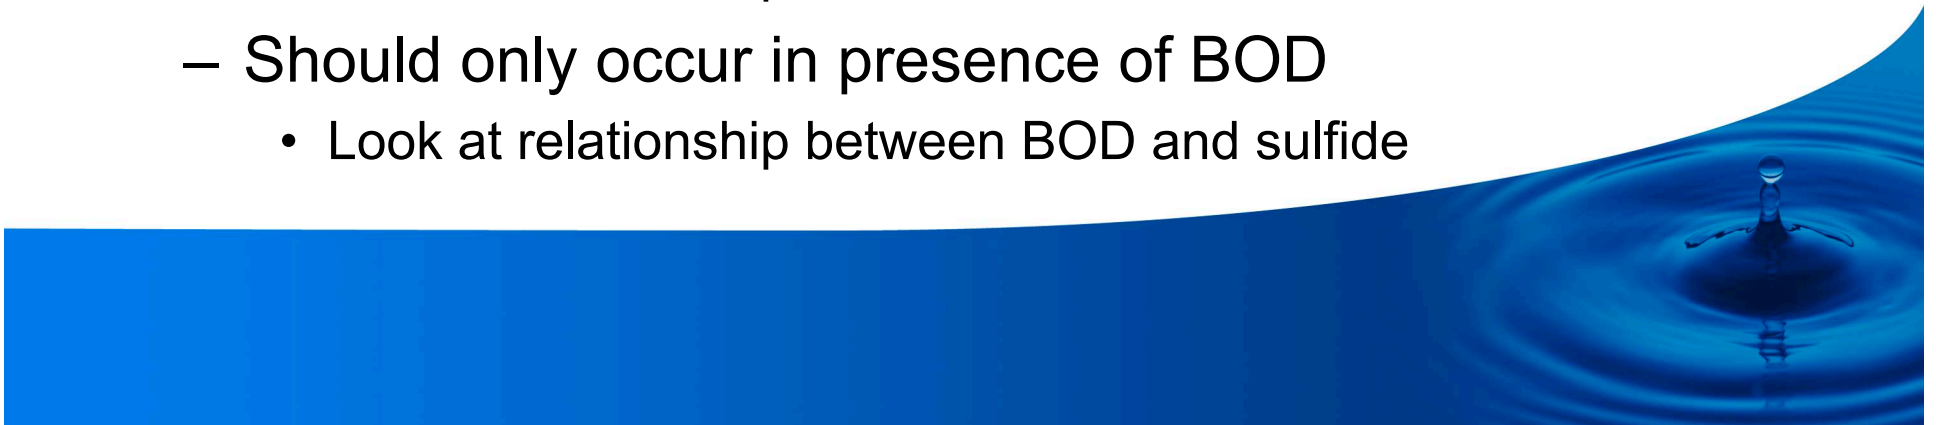 – Should only occur in presence of BOD
• Look at relationship between BOD and sulfide